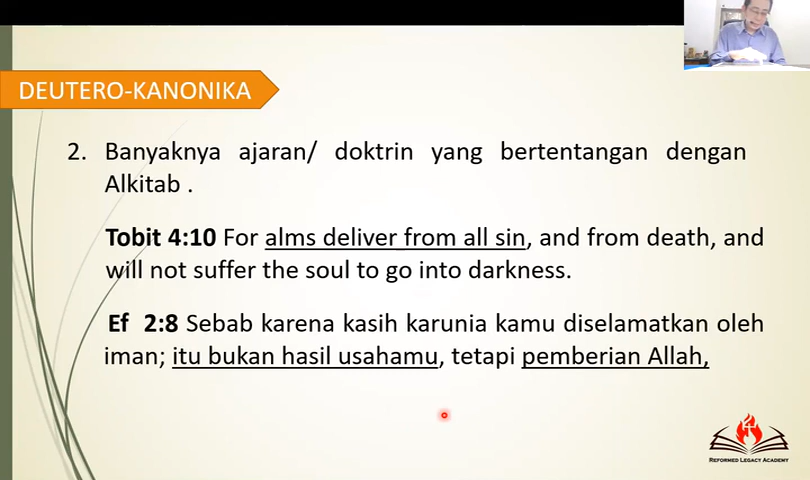 DEUTERO-KANONIKA
2. Banyaknya ajaran/ doktrin yang bertentangan dengan
Alkitab .
Tobit 4:10 For alms deliver from all sin, and from death, and
will not suffer the soul to go into darkness.
Ef 2:8 Sebab karena kasih karunia kamu diselamatkan oleh
iman; itu bukan hasil usahamu, tetapi pemberian Allah,
REFORMED LEGACY ACADEMY